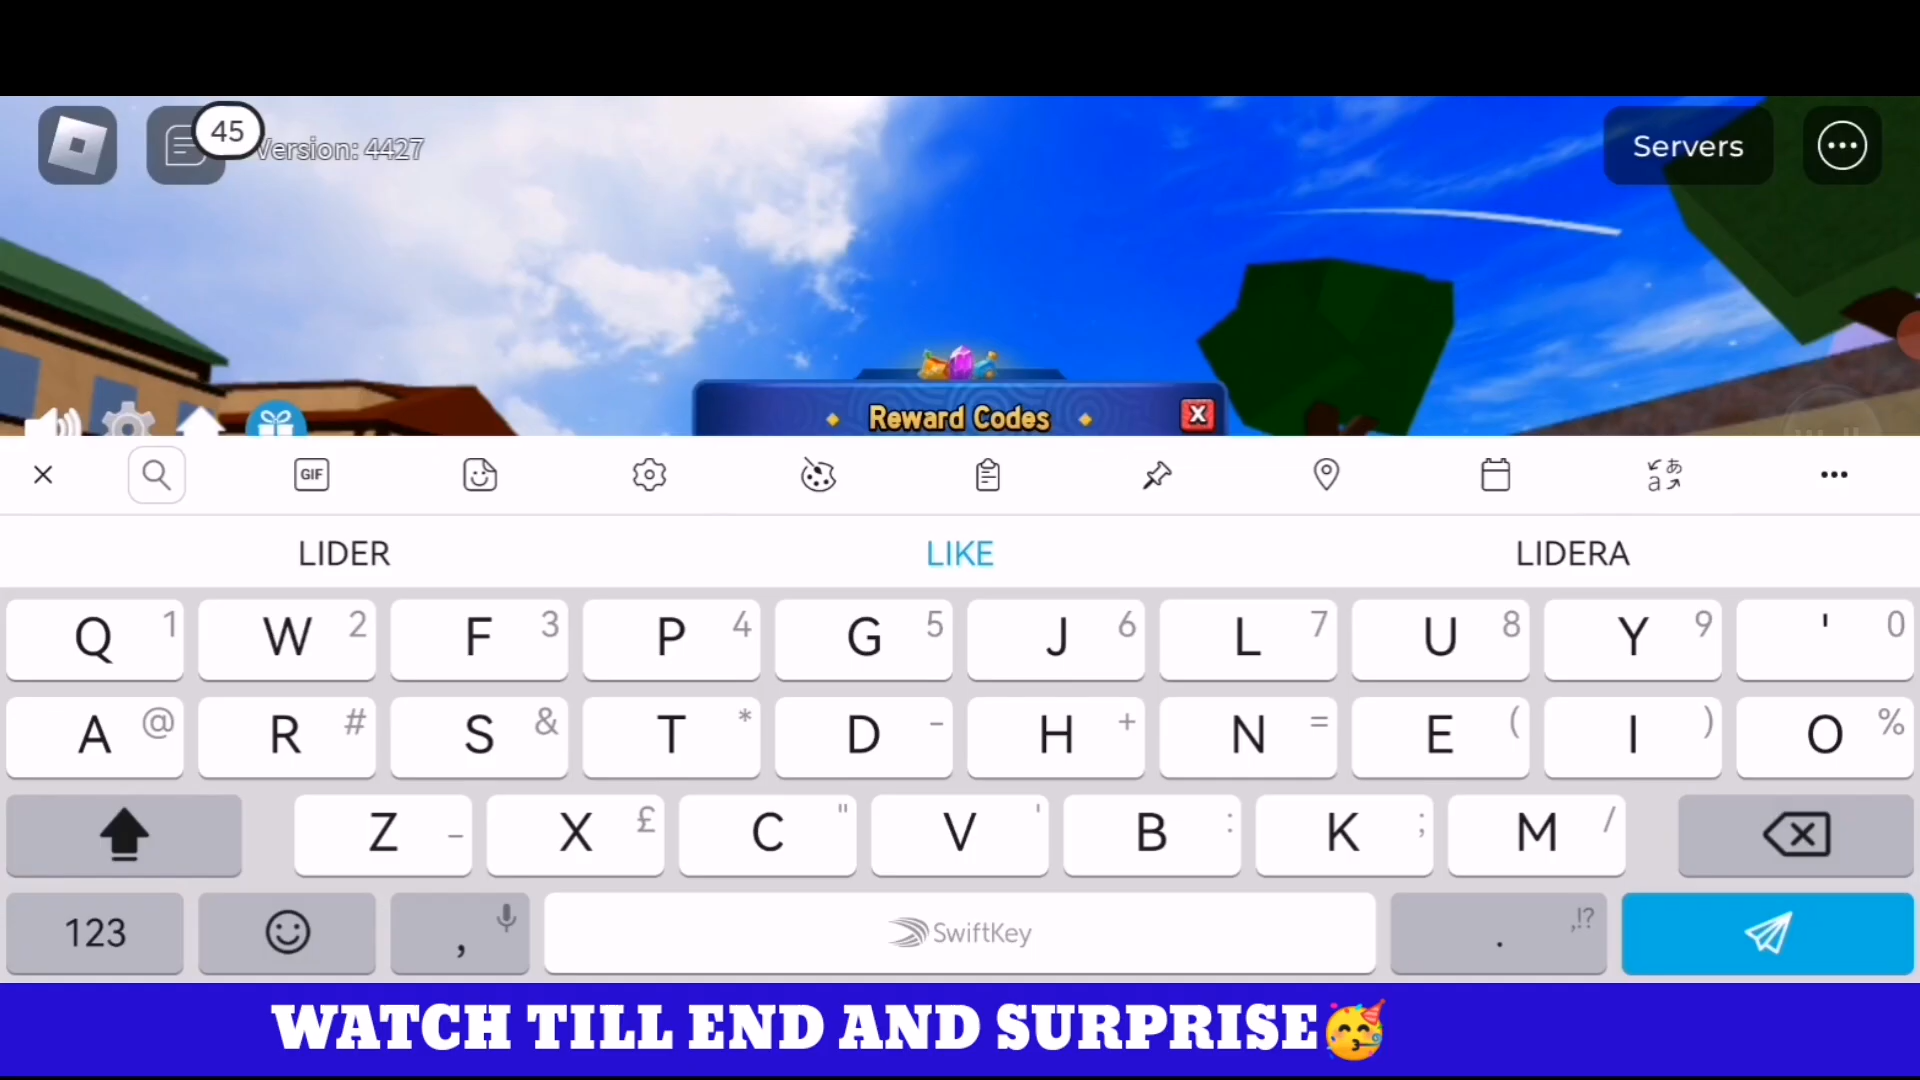 45
Version: 4427
Servers
Reward Codes
X
GIF
LIDER LIKE LIDERA
Q 1 W 2 F 3 P 4 G 5 J 6 L 7 U 8 Y 9 ' 0
A @ R # S & T * D - H + N = E ( I ) O %
Z _ X £ C " V ' B : K ; M /
123 , SwiftKey . ,!?
WATCH TILL END AND SURPRISE🥳